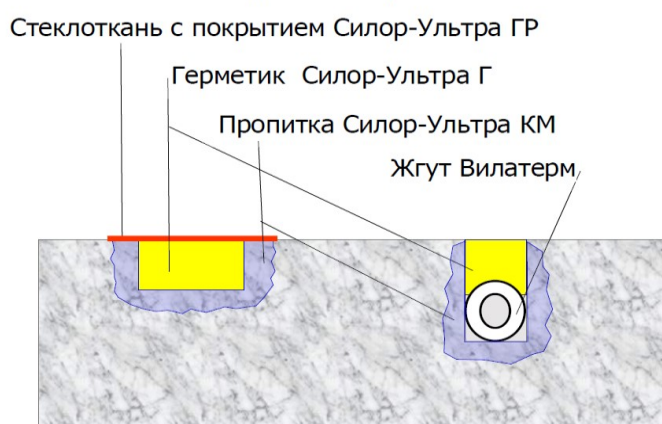 Стеклоткань с покрытием Силор-Ультра ГР
Герметик Силор-Ультра Г
Пропитка Силор-Ультра КМ
Жгут Вилатерм